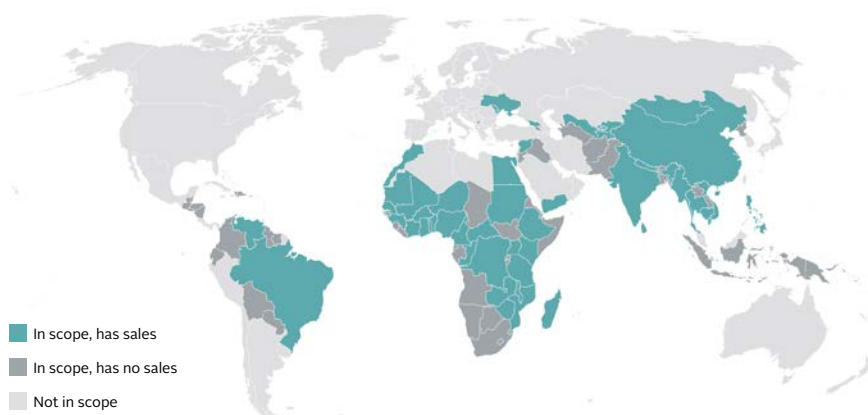 In scope, has sales
In scope, has no sales
Not in scope